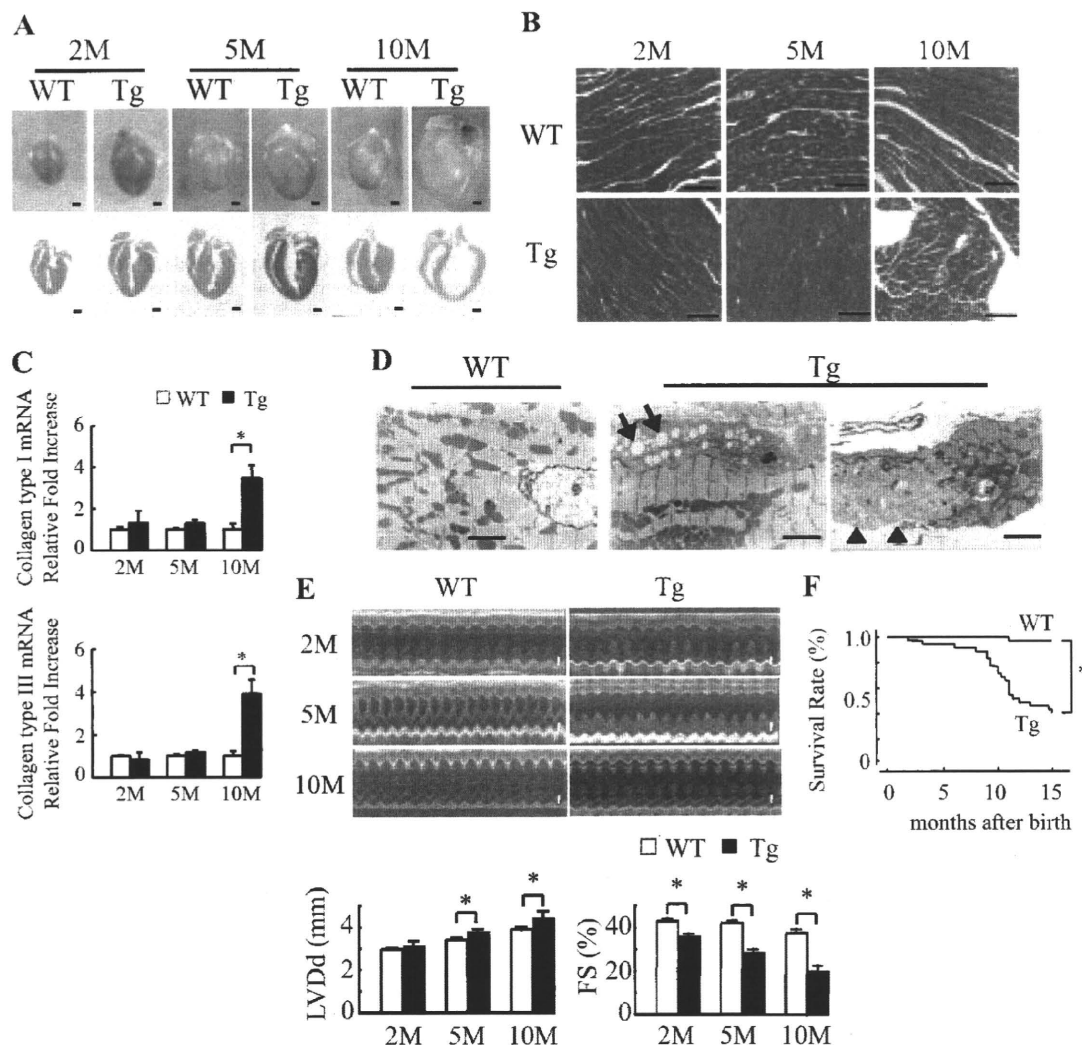 A
2M 5M 10M
WT Tg WT Tg WT Tg
B
2M 5M 10M
WT
Tg
C
WT Tg
Collagen type I mRNA
Relative Fold Increase
6
4
2
0
*
2M 5M 10M
Collagen type III mRNA
Relative Fold Increase
6
4
2
0
*
2M 5M 10M
D
WT Tg
E
WT Tg
2M
5M
10M
F
Survival Rate (%)
1.0
0.5
0
WT
Tg
*
0 5 10 15
months after birth
WT Tg
LVDd (mm)
4
2
0
* *
2M 5M 10M
FS (%)
40
20
0
* * *
2M 5M 10M